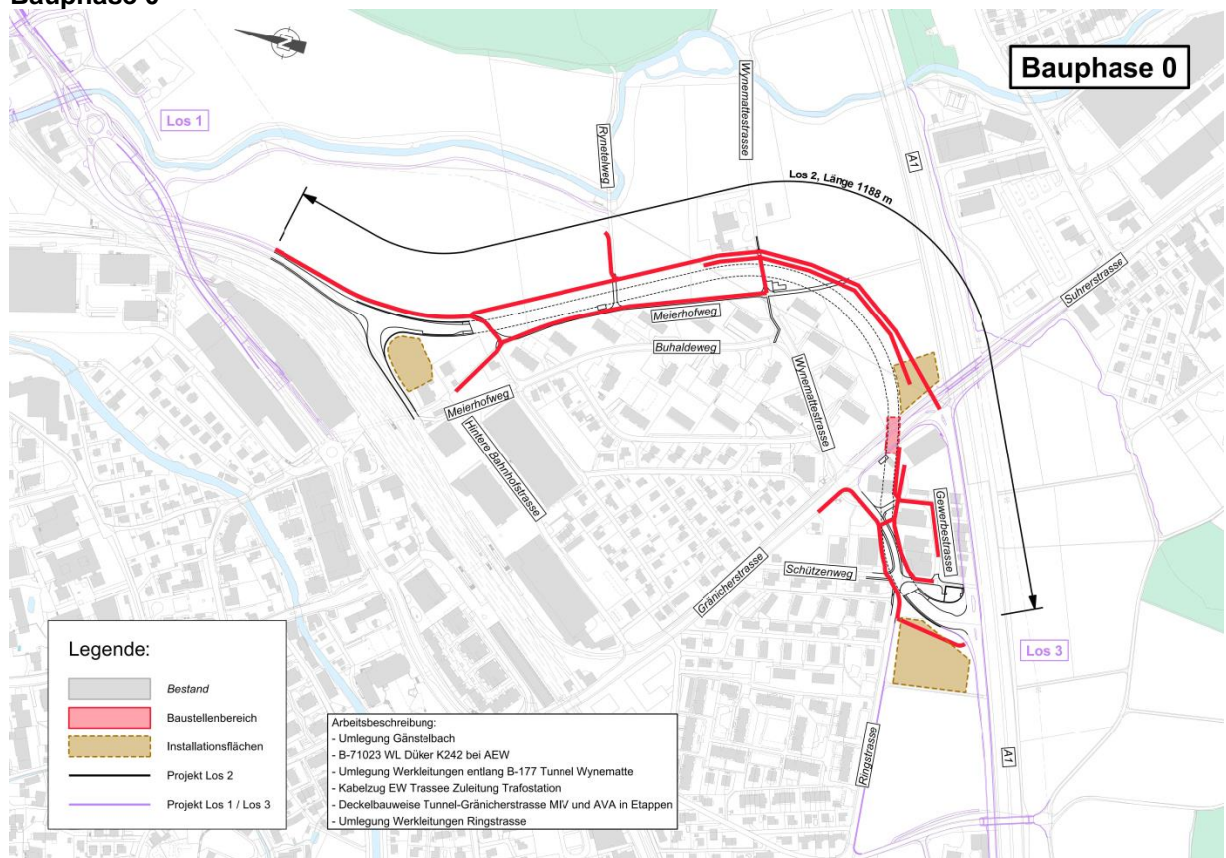 Bauphase 0
Bauphase 0
N
Los 1
Rynetelweg
Wynemattestrasse
A1
Los 2, Länge 1188 m
Suhrerstrasse
Meierhofweg
Buhaldeweg
Wynemattestrasse
Meierhofweg
Hintere Bahnhofstrasse
Gewerbestrasse
Schützenweg
Gränicherstrasse
Los 3
Ringstrasse
A1
Legende:
Bestand
Baustellenbereich
Installationsflächen
Projekt Los 2
Projekt Los 1 / Los 3
Arbeitsbeschreibung:
- Umlegung Gänstelbach
- B-71023 WL Düker K242 bei AEW
- Umlegung Werkleitungen entlang B-177 Tunnel Wynematte
- Kabelzug EW Trassee Zuleitung Trafostation
- Deckelbauweise Tunnel-Gränicherstrasse MIV und AVA in Etappen
- Umlegung Werkleitungen Ringstrasse